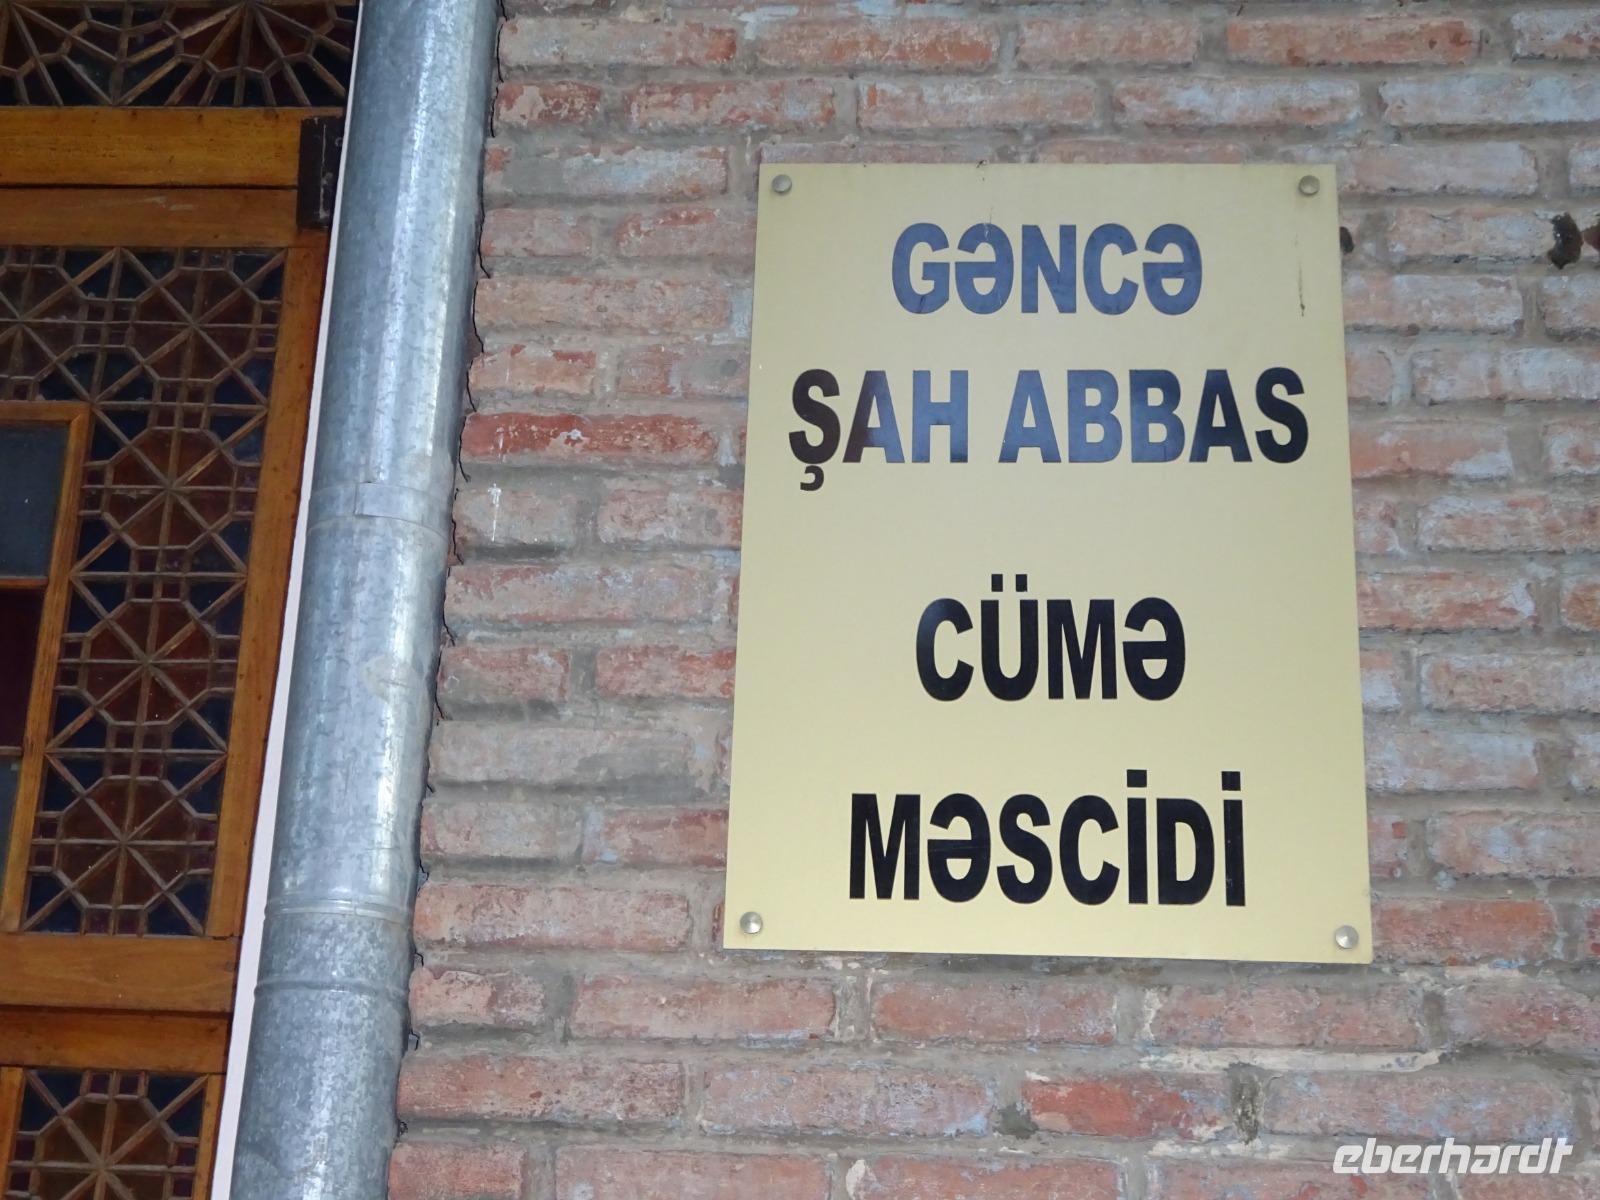 GƏNCƏ
ŞAH ABBAS
CÜMƏ
MƏSCİDİ
eberhardt